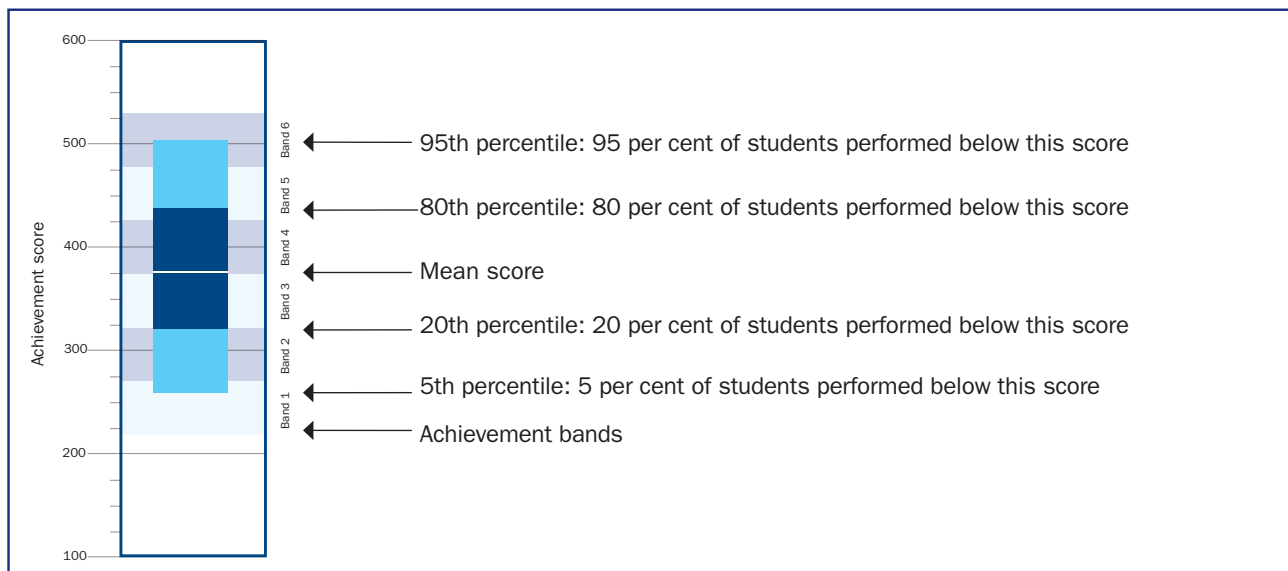 600
500
400
300
200
100
Achievement score
Band 6
Band 5
Band 4
Band 3
Band 2
Band 1
95th percentile: 95 per cent of students performed below this score
80th percentile: 80 per cent of students performed below this score
Mean score
20th percentile: 20 per cent of students performed below this score
5th percentile: 5 per cent of students performed below this score
Achievement bands